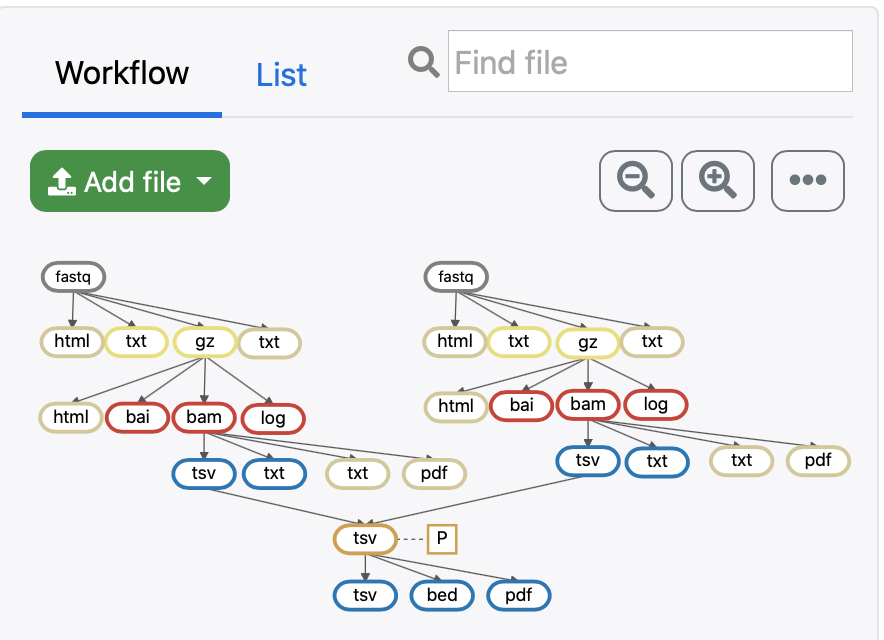 Workflow List Find file
Add file
fastq fastq
html txt gz txt html txt gz txt
html bai bam log html bai bam log
tsv txt txt pdf tsv txt txt pdf
tsv P
tsv bed pdf